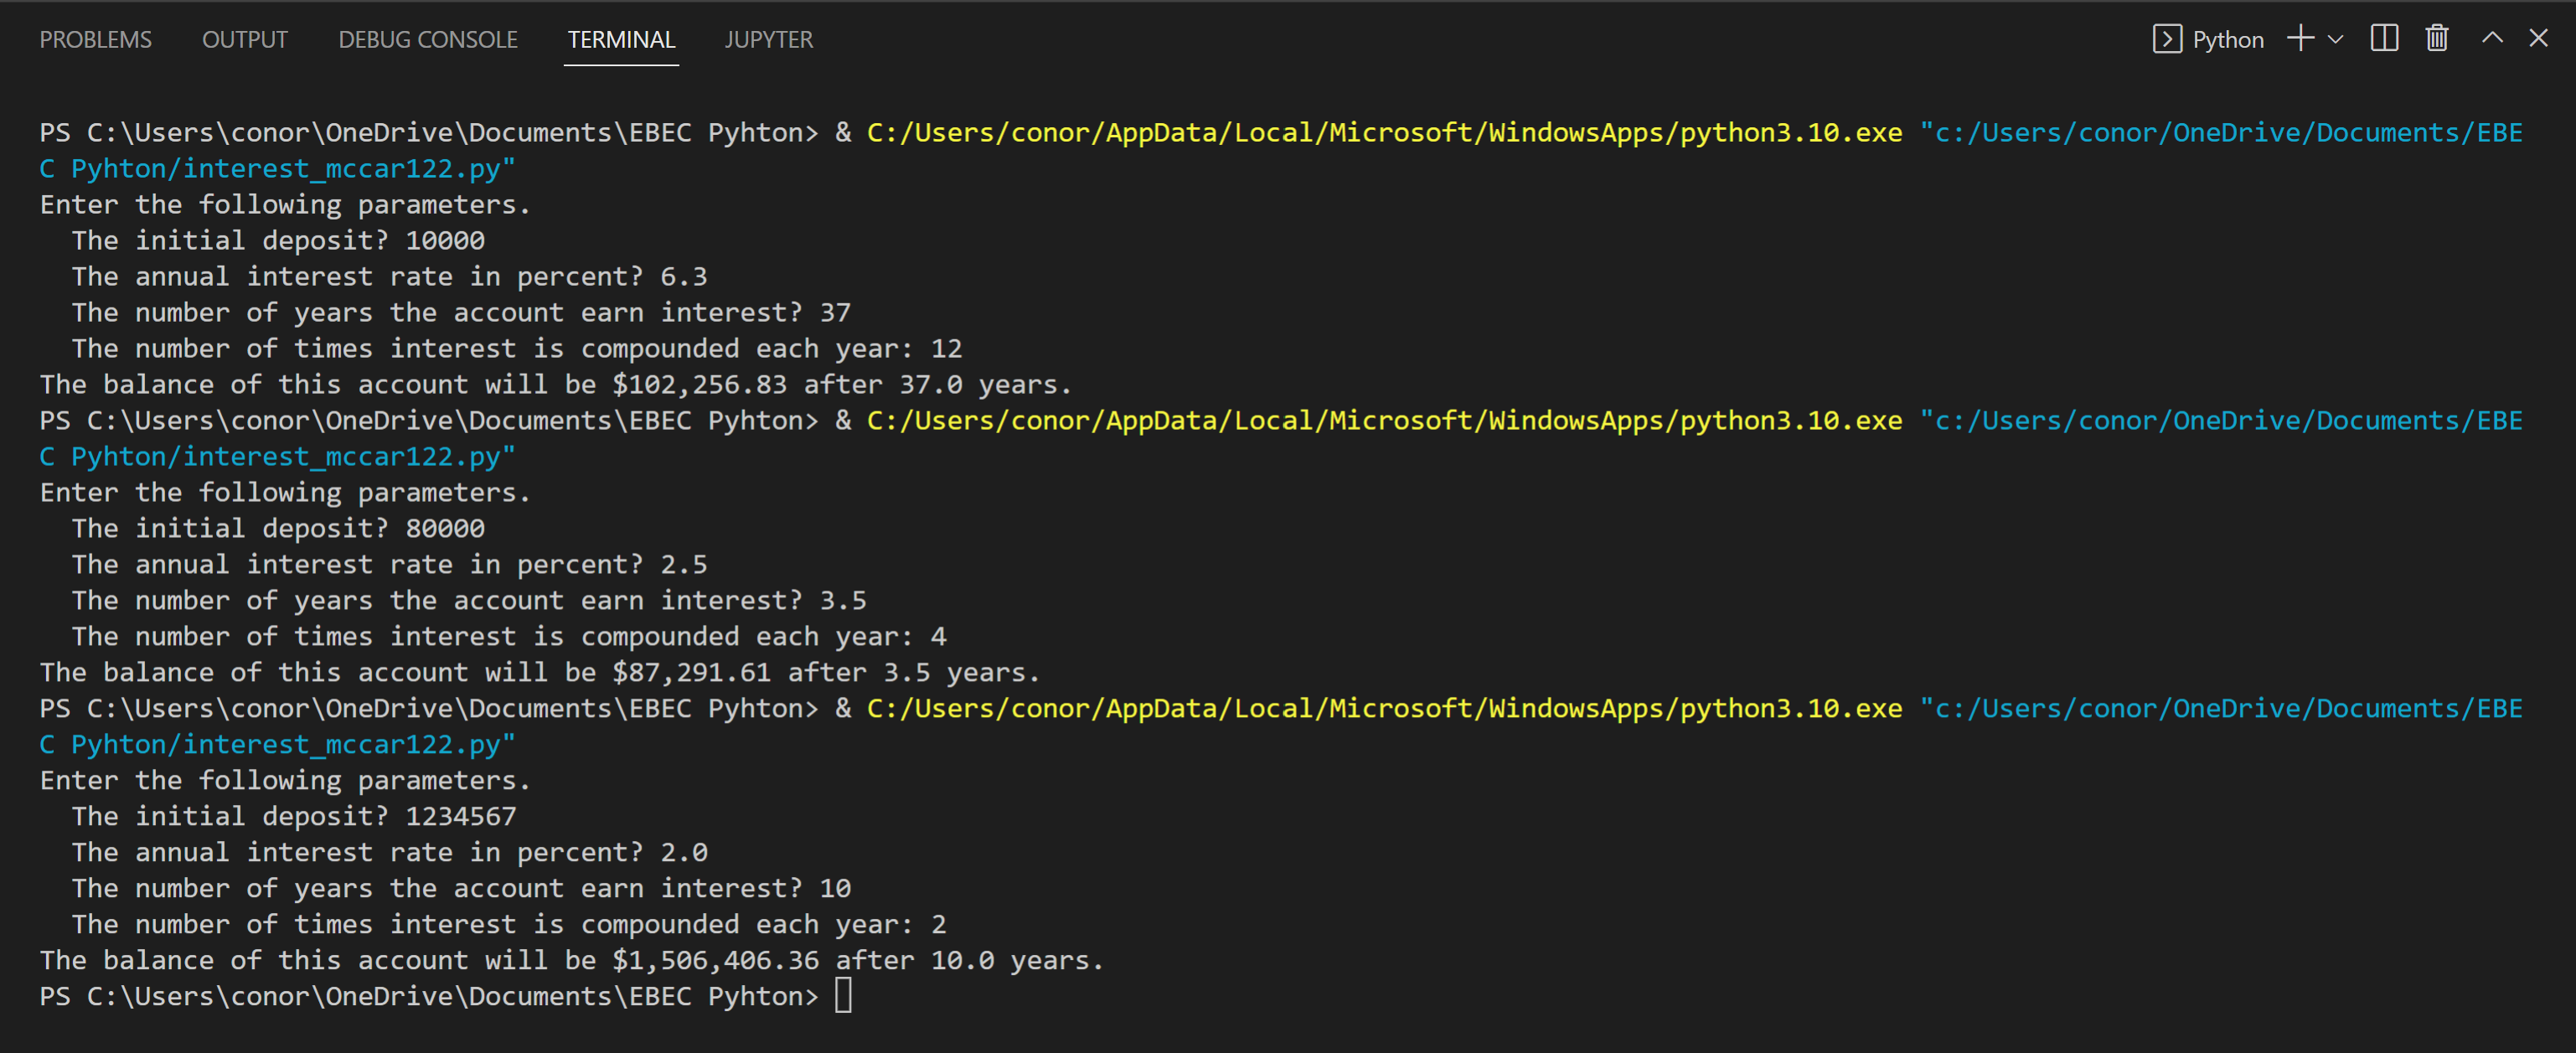 PROBLEMS OUTPUT DEBUG CONSOLE TERMINAL JUPYTER Python
PS C:\Users\conor\OneDrive\Documents\EBEC Pyhton> & C:/Users/conor/AppData/Local/Microsoft/WindowsApps/python3.10.exe "c:/Users/conor/OneDrive/Documents/EBE
C Pyhton/interest_mccar122.py"
Enter the following parameters.
  The initial deposit? 10000
  The annual interest rate in percent? 6.3
  The number of years the account earn interest? 37
  The number of times interest is compounded each year: 12
The balance of this account will be $102,256.83 after 37.0 years.
PS C:\Users\conor\OneDrive\Documents\EBEC Pyhton> & C:/Users/conor/AppData/Local/Microsoft/WindowsApps/python3.10.exe "c:/Users/conor/OneDrive/Documents/EBE
C Pyhton/interest_mccar122.py"
Enter the following parameters.
  The initial deposit? 80000
  The annual interest rate in percent? 2.5
  The number of years the account earn interest? 3.5
  The number of times interest is compounded each year: 4
The balance of this account will be $87,291.61 after 3.5 years.
PS C:\Users\conor\OneDrive\Documents\EBEC Pyhton> & C:/Users/conor/AppData/Local/Microsoft/WindowsApps/python3.10.exe "c:/Users/conor/OneDrive/Documents/EBE
C Pyhton/interest_mccar122.py"
Enter the following parameters.
  The initial deposit? 1234567
  The annual interest rate in percent? 2.0
  The number of years the account earn interest? 10
  The number of times interest is compounded each year: 2
The balance of this account will be $1,506,406.36 after 10.0 years.
PS C:\Users\conor\OneDrive\Documents\EBEC Pyhton>